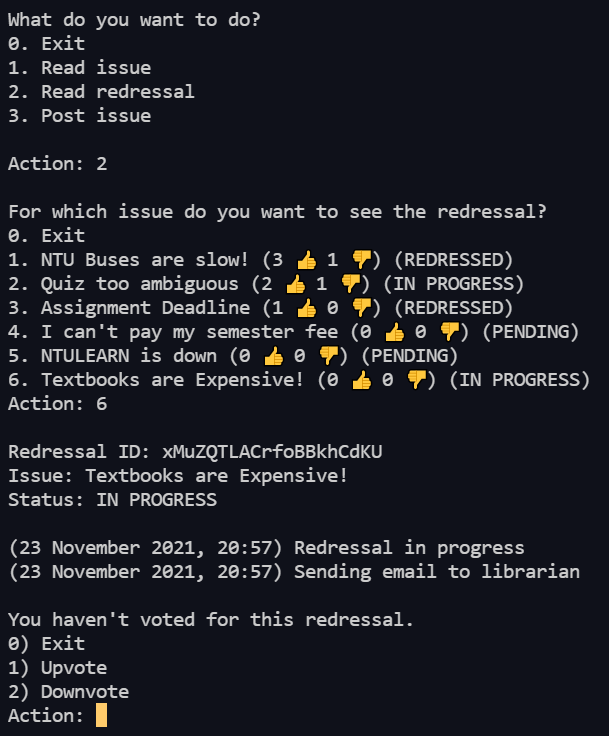 What do you want to do?
0. Exit
1. Read issue
2. Read redressal
3. Post issue
Action: 2
For which issue do you want to see the redressal?
0. Exit
1. NTU Buses are slow! (3 👍 1 👎) (REDRESSED)
2. Quiz too ambiguous (2 👍 1 👎) (IN PROGRESS)
3. Assignment Deadline (1 👍 0 👎) (REDRESSED)
4. I can't pay my semester fee (0 👍 0 👎) (PENDING)
5. NTULEARN is down (0 👍 0 👎) (PENDING)
6. Textbooks are Expensive! (0 👍 0 👎) (IN PROGRESS)
Action: 6
Redressal ID: xMuZQTLACrfoBBkhCdKU
Issue: Textbooks are Expensive!
Status: IN PROGRESS
(23 November 2021, 20:57) Redressal in progress
(23 November 2021, 20:57) Sending email to librarian
You haven't voted for this redressal.
0) Exit
1) Upvote
2) Downvote
Action: